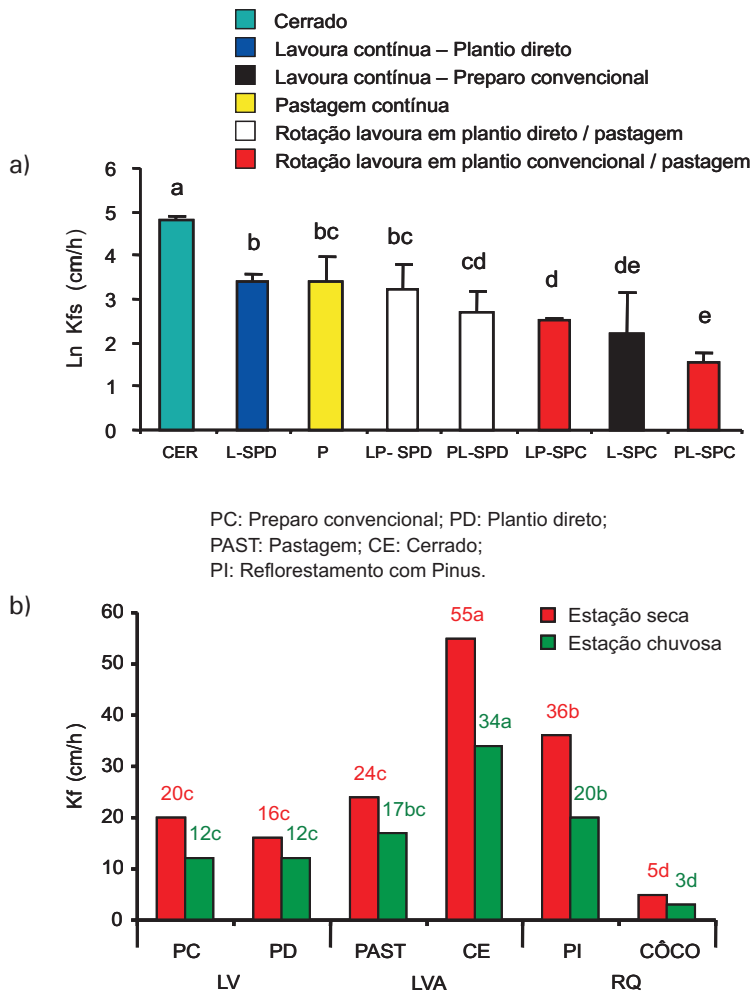 Cerrado
Lavoura contínua – Plantio direto
Lavoura contínua – Preparo convencional
Pastagem contínua
Rotação lavoura em plantio direto / pastagem
Rotação lavoura em plantio convencional / pastagem
a)
Ln Kfs (cm/h)
6
5
4
3
2
1
0
a
b
bc
bc
cd
d
de
e
CER L-SPD P LP- SPD PL-SPD LP-SPC L-SPC PL-SPC
PC: Preparo convencional; PD: Plantio direto;
PAST: Pastagem; CE: Cerrado;
PI: Reflorestamento com Pinus.
b)
Estação seca
Estação chuvosa
Kf (cm/h)
60
50
40
30
20
10
0
20c
12c
16c
12c
24c
17bc
55a
34a
36b
20b
5d
3d
PC PD PAST CE PI CÔCO
LV LVA RQ